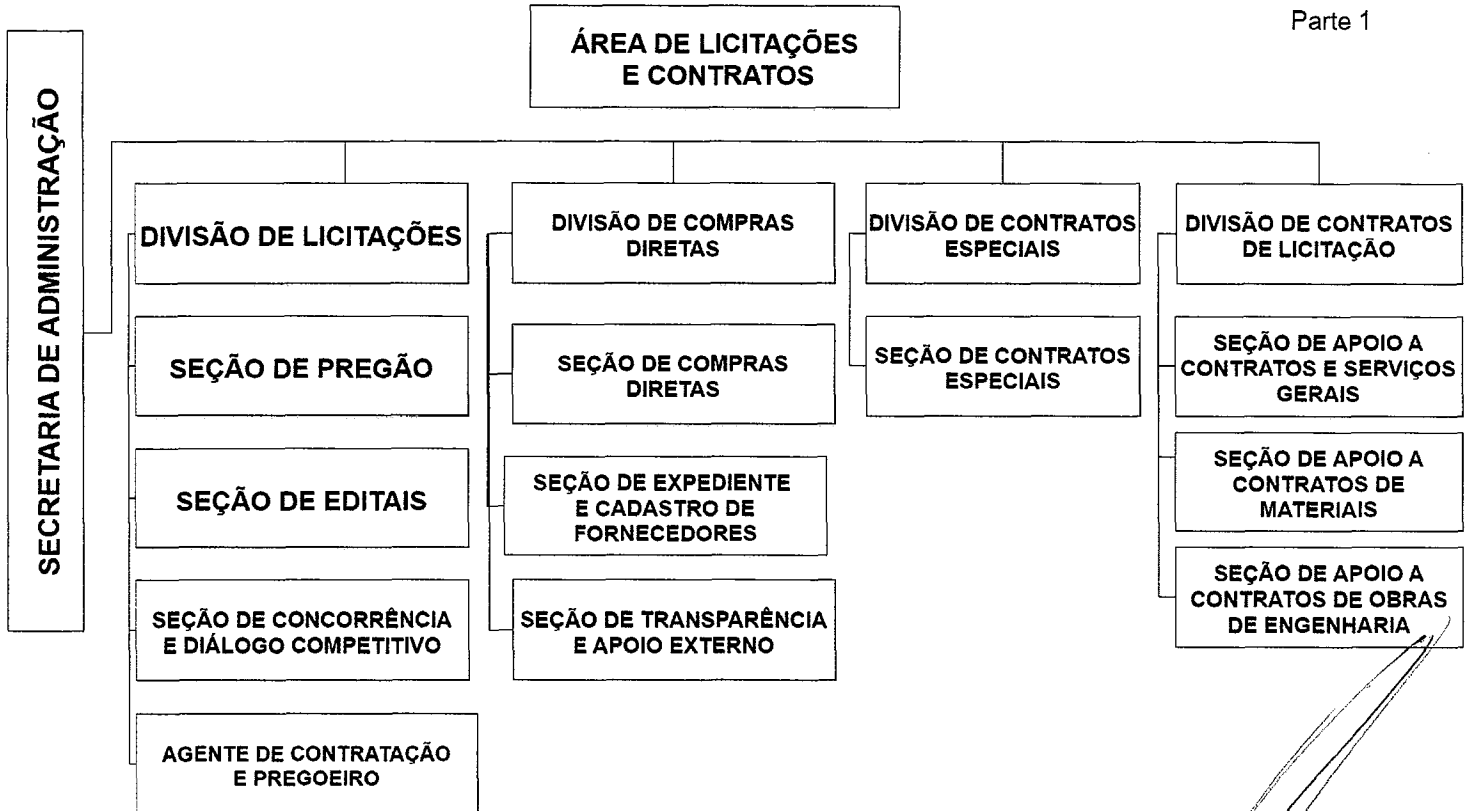 Parte 1
ÁREA DE LICITAÇÕES
E CONTRATOS
SECRETARIA DE ADMINISTRAÇÃO
DIVISÃO DE LICITAÇÕES
SEÇÃO DE PREGÃO
SEÇÃO DE EDITAIS
SEÇÃO DE CONCORRÊNCIA
E DIÁLOGO COMPETITIVO
AGENTE DE CONTRATAÇÃO
E PREGOEIRO
DIVISÃO DE COMPRAS
DIRETAS
SEÇÃO DE COMPRAS
DIRETAS
SEÇÃO DE EXPEDIENTE
E CADASTRO DE
FORNECEDORES
SEÇÃO DE TRANSPARÊNCIA
E APOIO EXTERNO
DIVISÃO DE CONTRATOS
ESPECIAIS
SEÇÃO DE CONTRATOS
ESPECIAIS
DIVISÃO DE CONTRATOS
DE LICITAÇÃO
SEÇÃO DE APOIO A
CONTRATOS E SERVIÇOS
GERAIS
SEÇÃO DE APOIO A
CONTRATOS DE
MATERIAIS
SEÇÃO DE APOIO A
CONTRATOS DE OBRAS
DE ENGENHARIA